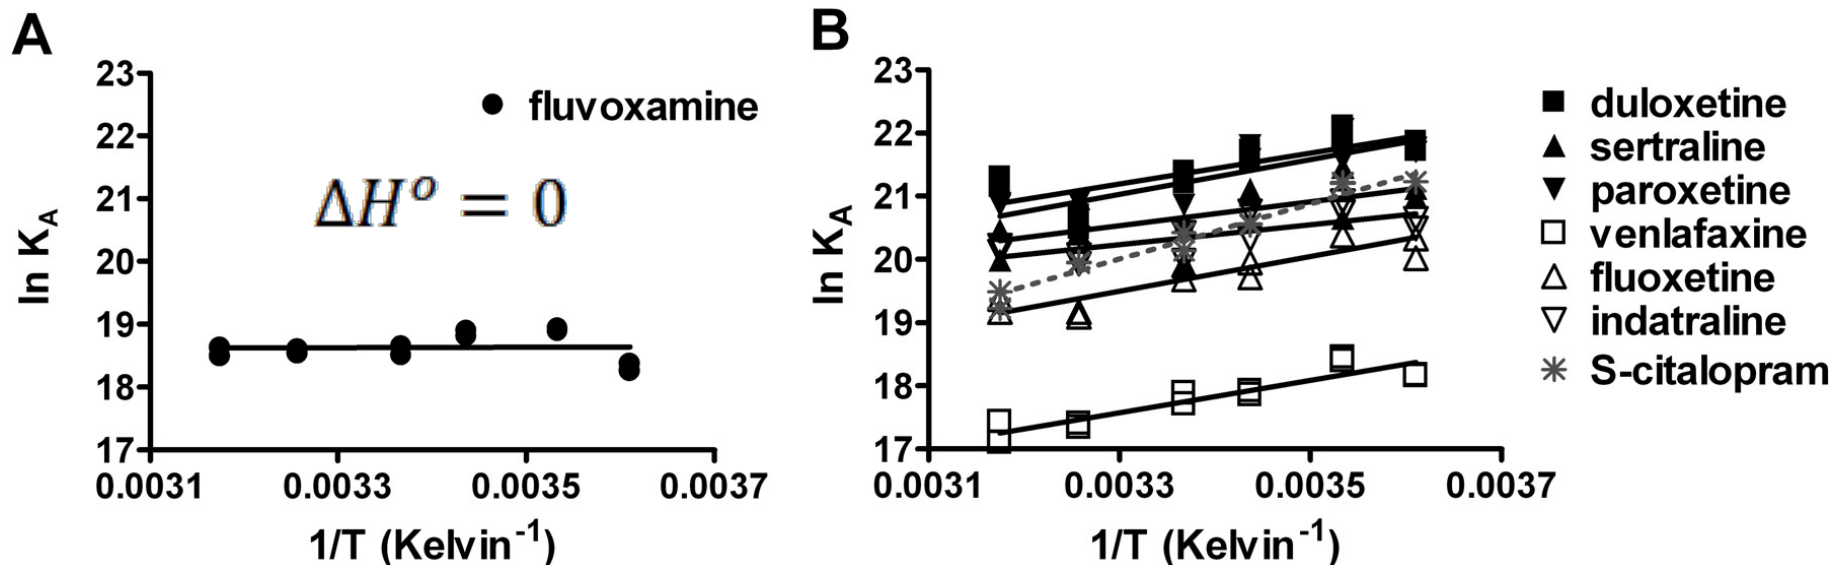 A
23
22
21
20
19
18
17
ln K_A
fluvoxamine
ΔH° = 0
0.0031 0.0033 0.0035 0.0037
1/T (Kelvin⁻¹)
B
23
22
21
20
19
18
17
ln K_A
0.0031 0.0033 0.0035 0.0037
1/T (Kelvin⁻¹)
duloxetine
sertraline
paroxetine
venlafaxine
fluoxetine
indatraline
S-citalopram